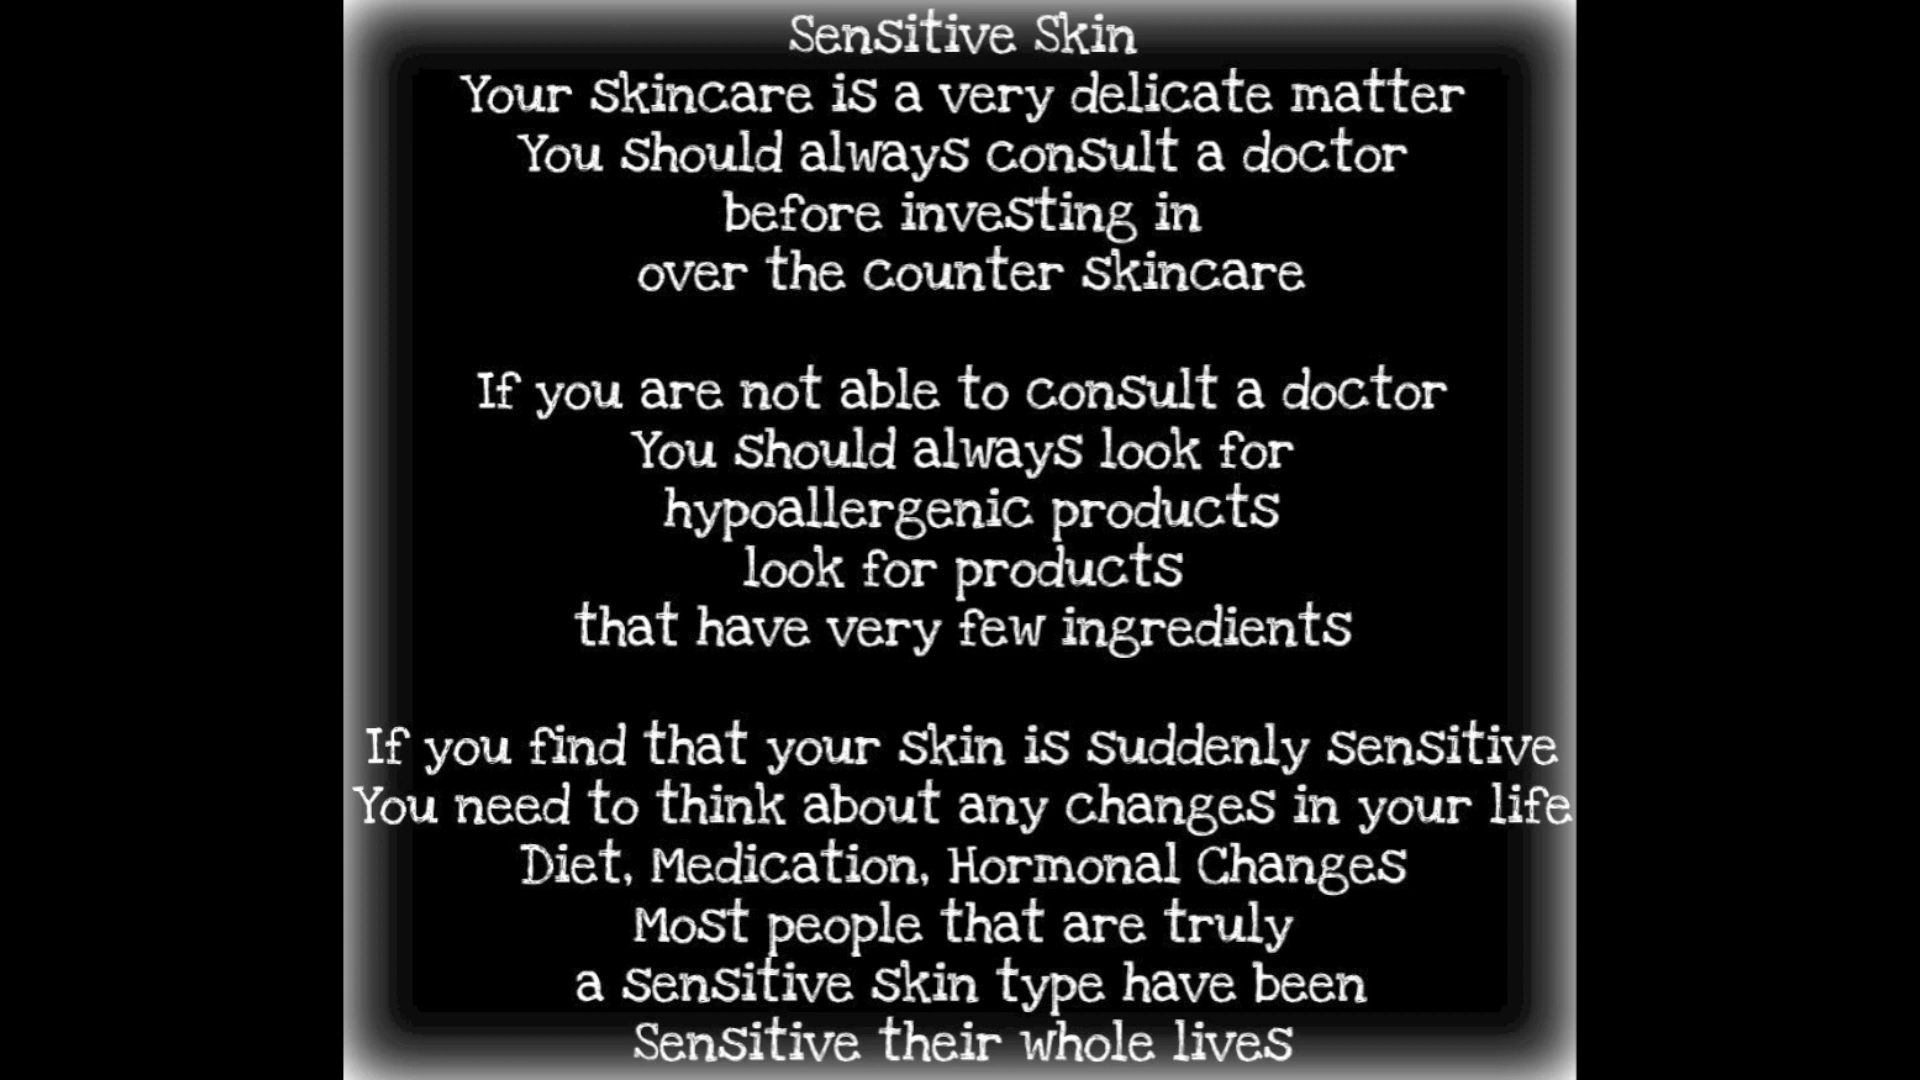 Sensitive Skin
Your skincare is a very delicate matter
You should always consult a doctor
before investing in
over the counter skincare
If you are not able to consult a doctor
You should always look for
hypoallergenic products
look for products
that have very few ingredients
If you find that your skin is suddenly sensitive
You need to think about any changes in your life
Diet, Medication, Hormonal Changes
Most people that are truly
a sensitive skin type have been
Sensitive their whole lives